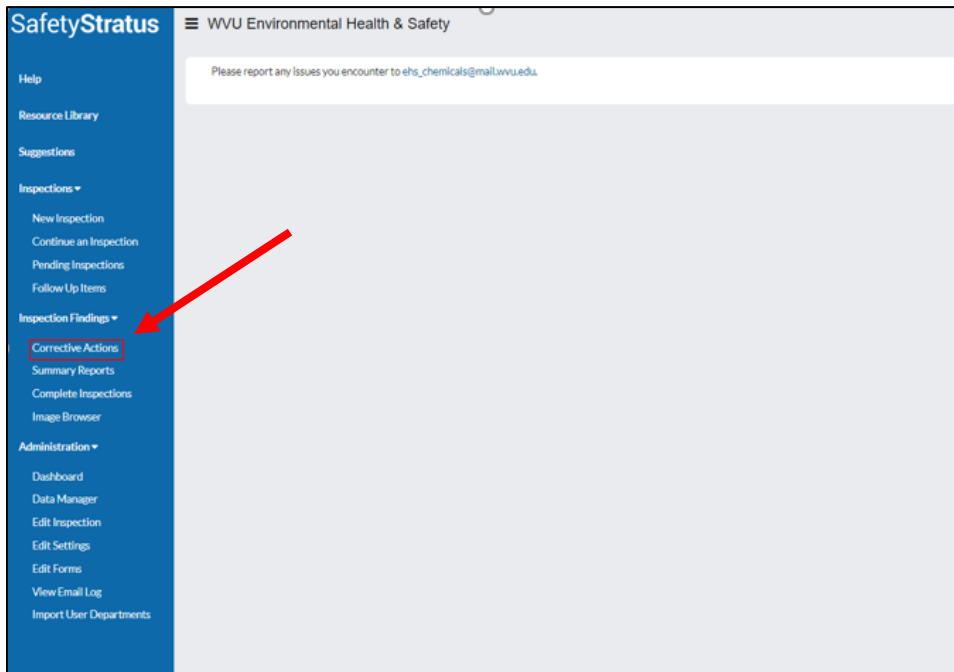 SafetyStratus
☰ WVU Environmental Health & Safety
Please report any issues you encounter to ehs_chemicals@mail.wvu.edu.
Help
Resource Library
Suggestions
Inspections
New Inspection
Continue an Inspection
Pending Inspections
Follow Up Items
Inspection Findings
Corrective Actions
Summary Reports
Complete Inspections
Image Browser
Administration
Dashboard
Data Manager
Edit Inspection
Edit Settings
Edit Forms
View Email Log
Import User Departments